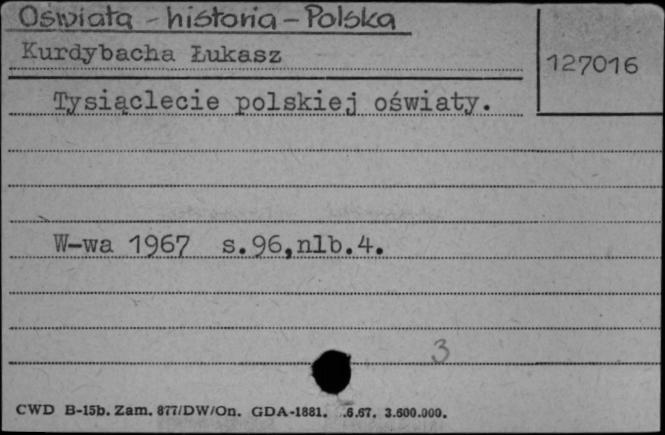 Oświata - historia - Polska
Kurdybacha Łukasz
127016
Tysiąclecie polskiej oświaty.
W-wa 1967 s.96,nlb.4.
3
CWD B-15b. Zam. 877/DW/On. GDA-1881. .6.67. 3.600.000.